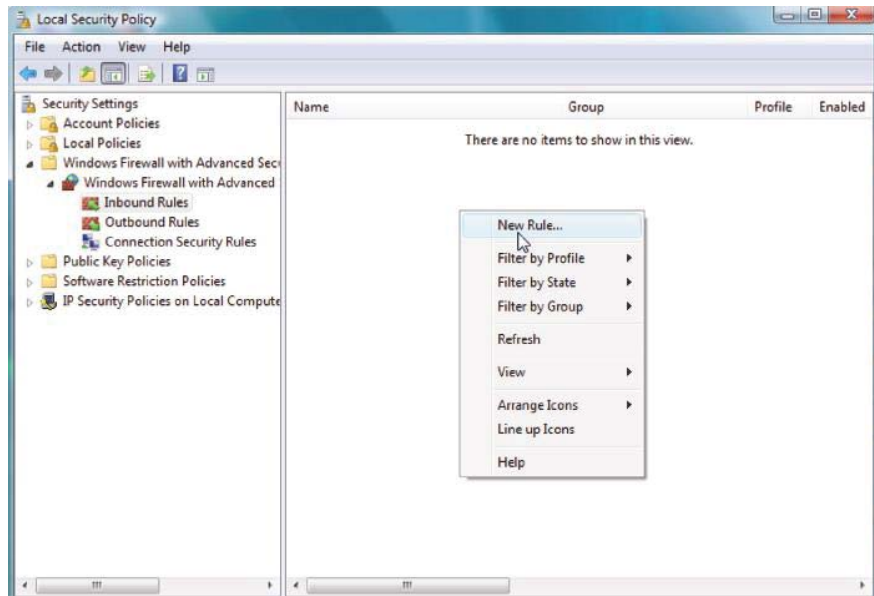 Local Security Policy
File Action View Help
Security Settings
Account Policies
Local Policies
Windows Firewall with Advanced Secu
Windows Firewall with Advanced
Inbound Rules
Outbound Rules
Connection Security Rules
Public Key Policies
Software Restriction Policies
IP Security Policies on Local Compute
Name Group Profile Enabled
There are no items to show in this view.
New Rule...
Filter by Profile
Filter by State
Filter by Group
Refresh
View
Arrange Icons
Line up Icons
Help